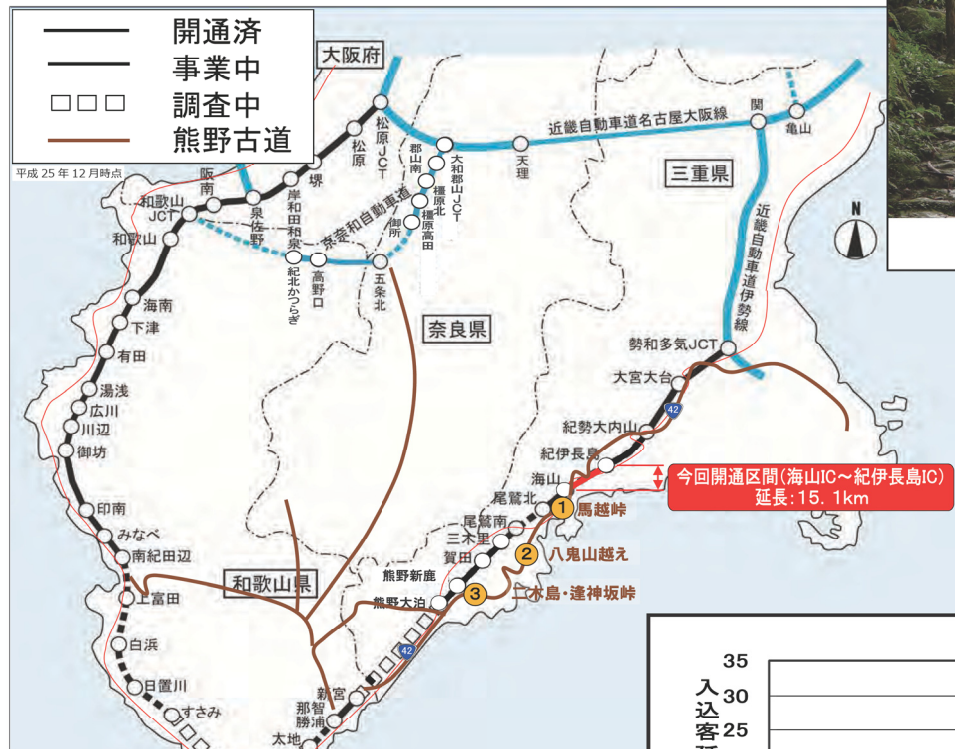 開通済
事業中
調査中
熊野古道
平成25年12月時点
大阪府
松原JCT
松原
堺
岸和田和泉
泉佐野
阪南
和歌山JCT
和歌山
海南
下津
有田
湯浅
広川
川辺
御坊
印南
みなべ
南紀田辺
上富田
白浜
日置川
すさみ
近畿自動車道名古屋大阪線
天理
関
亀山
郡山南
大和郡山JCT
橿原北
橿原高田
御所
京奈和自動車道
紀北かつらぎ
高野口
五条北
三重県
近畿自動車道伊勢線
N
奈良県
和歌山県
勢和多気JCT
大宮大台
42
紀勢大内山
紀伊長島
海山
今回開通区間(海山IC～紀伊長島IC)
延長:15.1km
尾鷲北
1 馬越峠
尾鷲南
三木里
2 八鬼山越え
賀田
熊野新鹿
3 二木島・逢神坂峠
熊野大泊
42
新宮
那智勝浦
太地
35
30
25
入込客